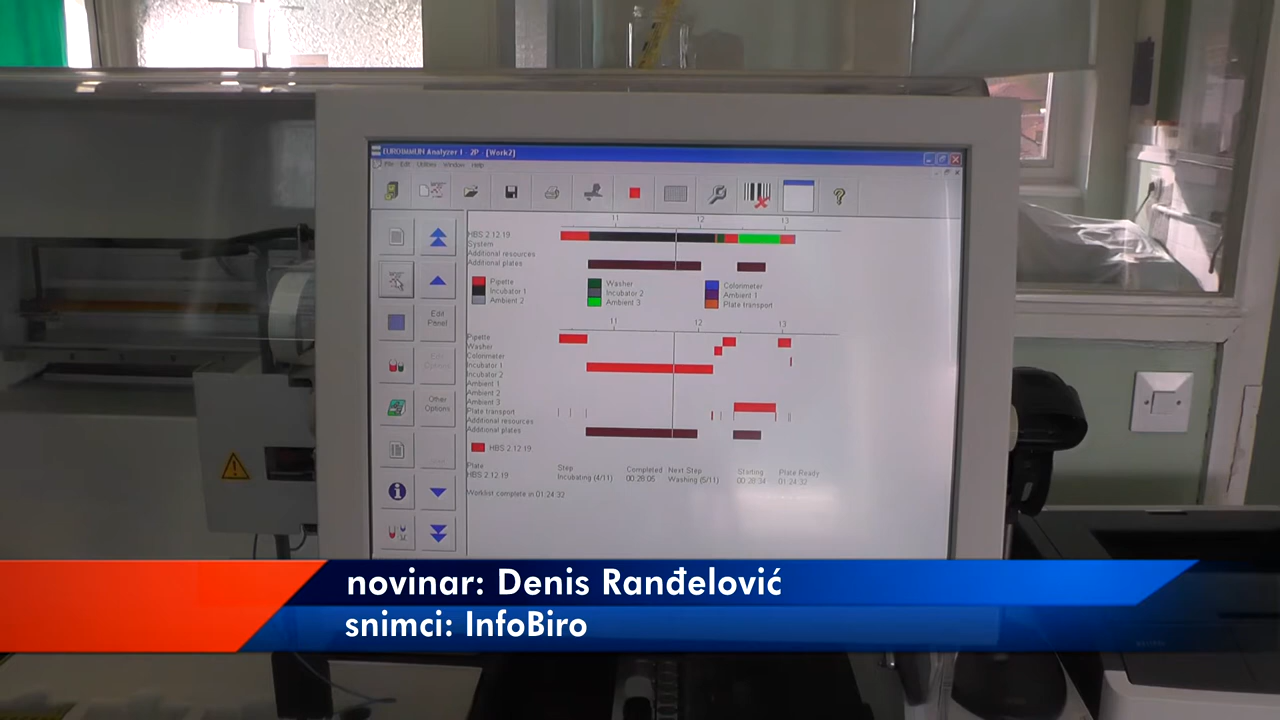 EUROIMMUN Analyzer I - 2P - [Work2]
File Edit Utilities Window Help
11 12 13
HBS 2.12.19
System
Additional resources
Additional plates
Pipette
Incubator 1
Ambient 2
Washer
Incubator 2
Ambient 3
Colorimeter
Ambient 1
Plate transport
Edit Panel
Other Options
11 12 13
Pipette
Washer
Colorimeter
Incubator 1
Incubator 2
Ambient 1
Ambient 2
Ambient 3
Plate transport
Additional resources
Additional plates
HBS 2.12.19
Plate Step Completed Next Step Starting Plate Ready
HBS 2.12.19 Incubating (4/11) 00:28:05 Washing (5/11) 00:28:34 01:24:32
Worklist complete in 01:24:32
novinar: Denis Ranđelović
snimci: InfoBiro